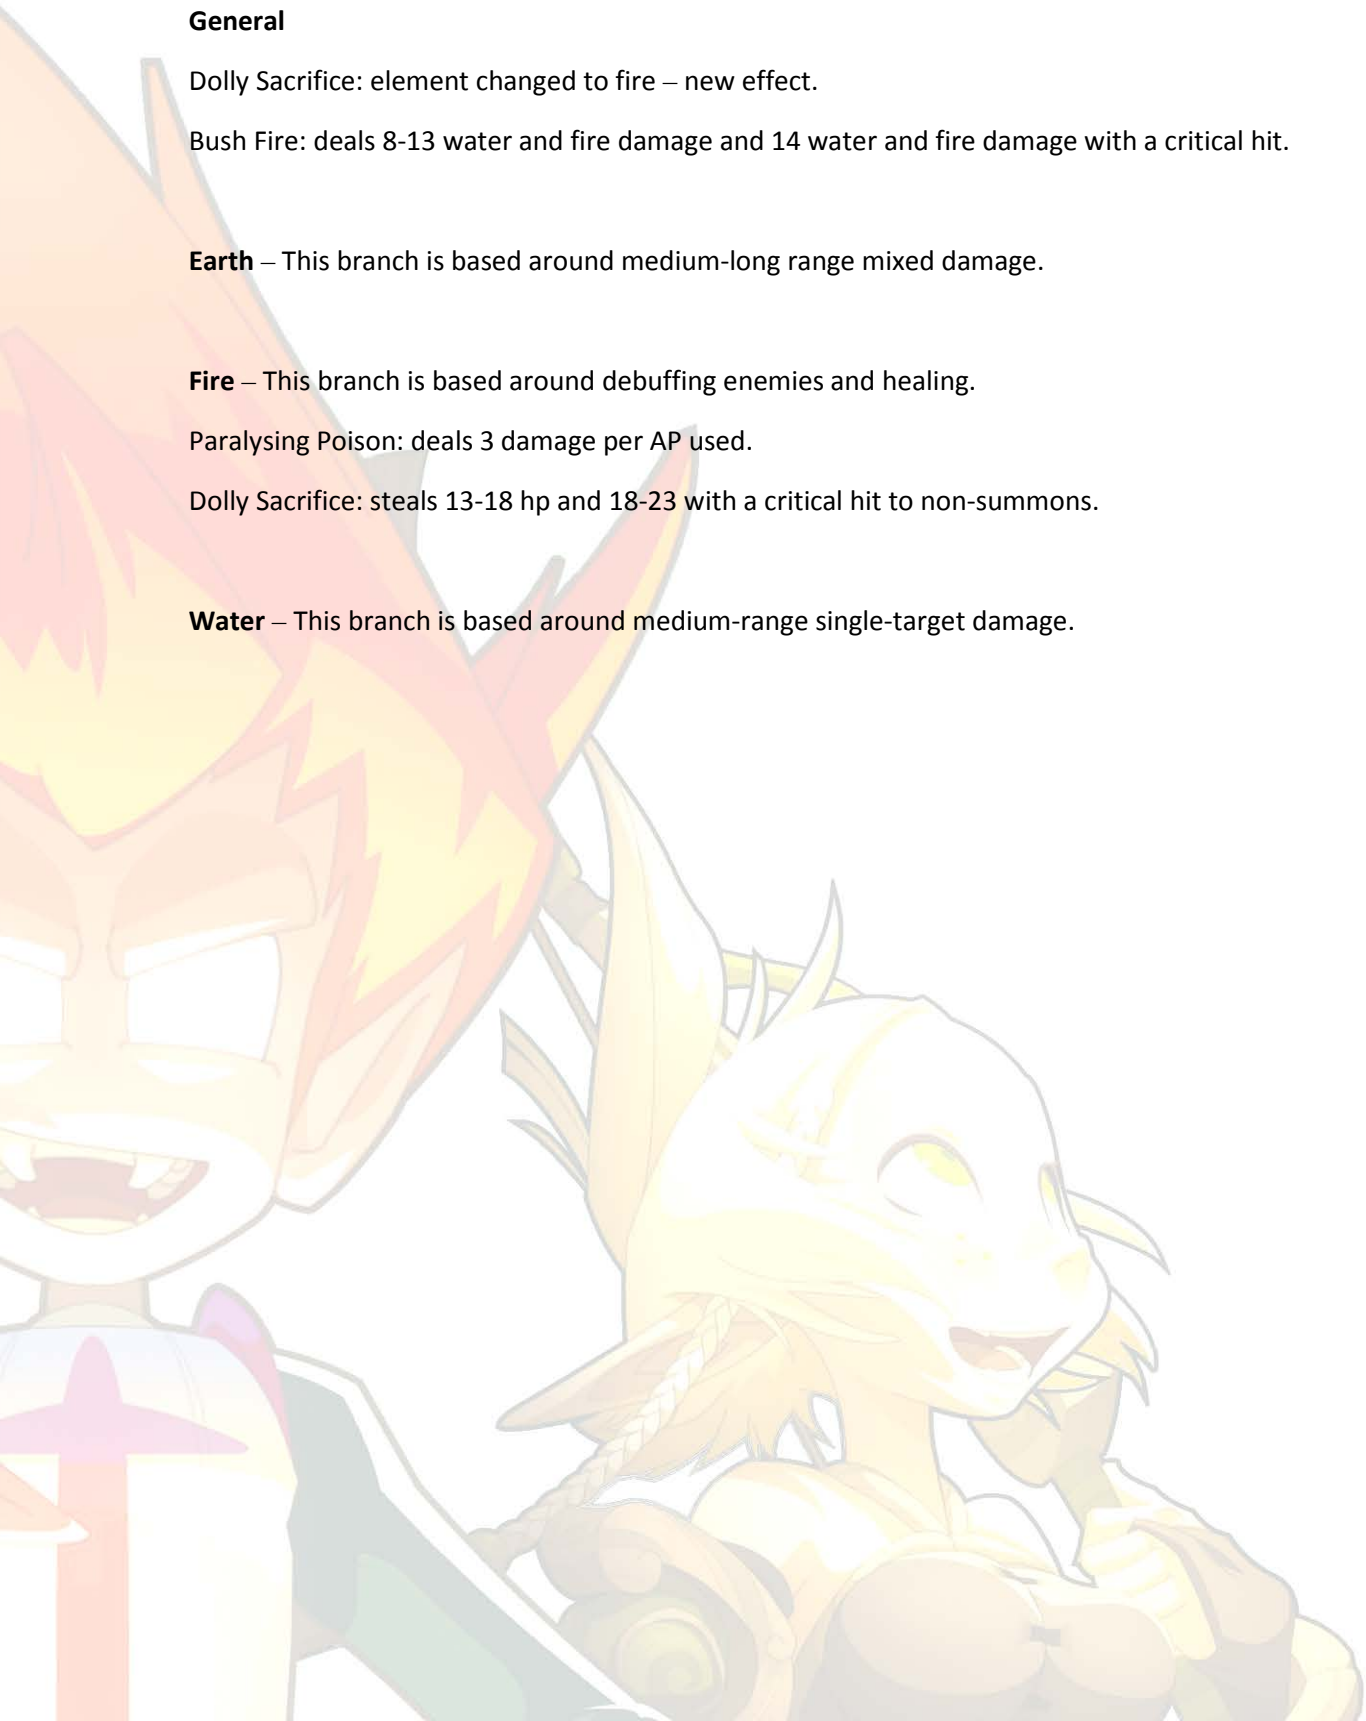 General
Dolly Sacrifice: element changed to fire – new effect.
Bush Fire: deals 8-13 water and fire damage and 14 water and fire damage with a critical hit.
Earth – This branch is based around medium-long range mixed damage.
Fire – This branch is based around debuffing enemies and healing.
Paralysing Poison: deals 3 damage per AP used.
Dolly Sacrifice: steals 13-18 hp and 18-23 with a critical hit to non-summons.
Water – This branch is based around medium-range single-target damage.